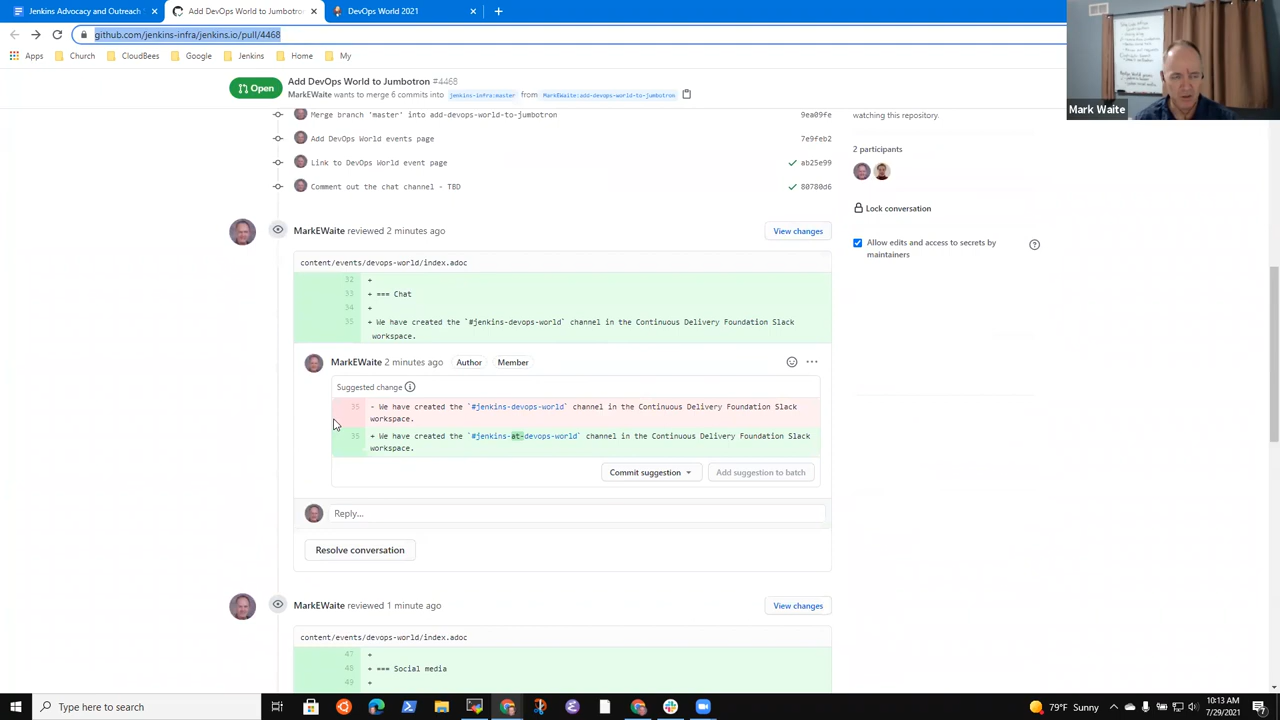 Jenkins Advocacy and Outreach
Add DevOps World to Jumbotron
DevOps World 2021
github.com/jenkins-infra/jenkins.io/pull/4468
Apps Church CloudBees Google Jenkins Home My
Open
Add DevOps World to Jumbotron #4468
MarkEWaite wants to merge 6 commits into jenkins-infra:master from MarkEWaite:add-devops-world-to-jumbotron
Mark Waite
Merge branch 'master' into add-devops-world-to-jumbotron 9ea09fe
Add DevOps World events page 7e9feb2
Link to DevOps World event page ab25e99
Comment out the chat channel - TBD 80780d6
watching this repository.
2 participants
Lock conversation
Allow edits and access to secrets by
maintainers
MarkEWaite reviewed 2 minutes ago View changes
content/events/devops-world/index.adoc
32 +
33 + === Chat
34 +
35 + We have created the `#jenkins-devops-world` channel in the Continuous Delivery Foundation Slack
workspace.
MarkEWaite 2 minutes ago Author Member
Suggested change
35 - We have created the `#jenkins-devops-world` channel in the Continuous Delivery Foundation Slack
workspace.
35 + We have created the `#jenkins-at-devops-world` channel in the Continuous Delivery Foundation Slack
workspace.
Commit suggestion Add suggestion to batch
Reply...
Resolve conversation
MarkEWaite reviewed 1 minute ago View changes
content/events/devops-world/index.adoc
47 +
48 + === Social media
49 +
Type here to search
79°F Sunny
10:13 AM
7/29/2021